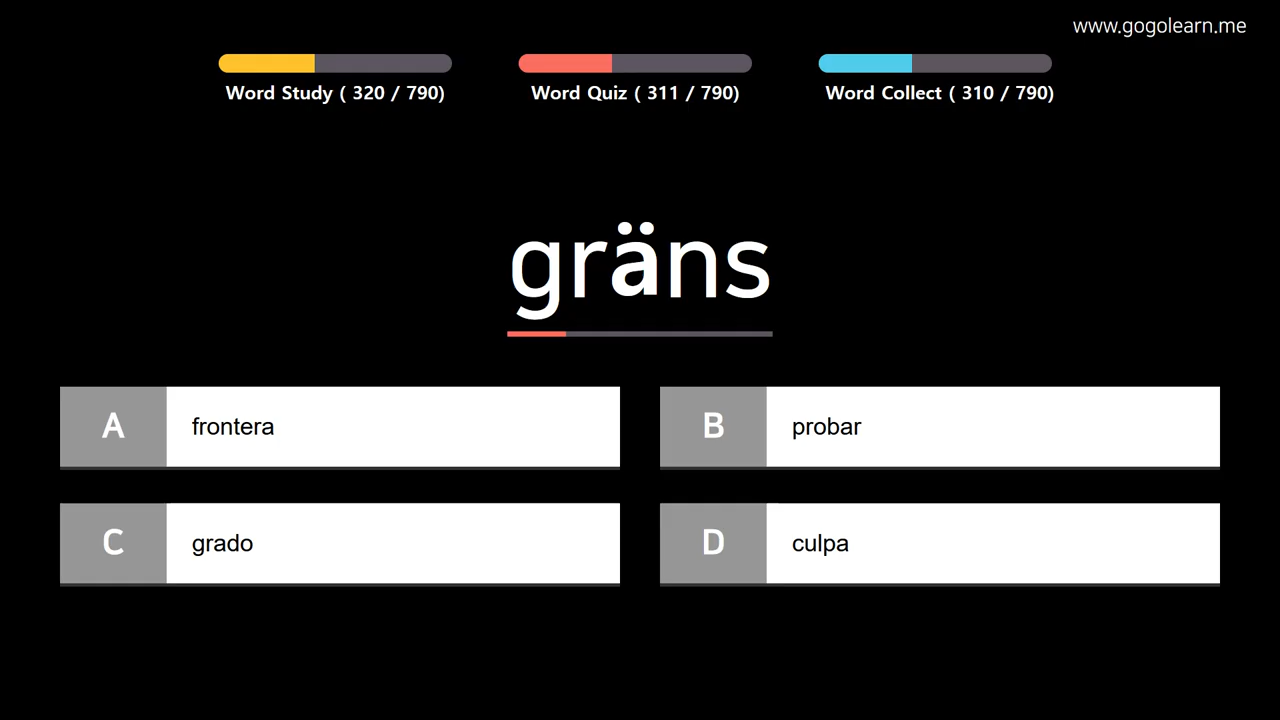 www.gogolearn.me
Word Study ( 320 / 790)
Word Quiz ( 311 / 790)
Word Collect ( 310 / 790)
gräns
A frontera
B probar
C grado
D culpa